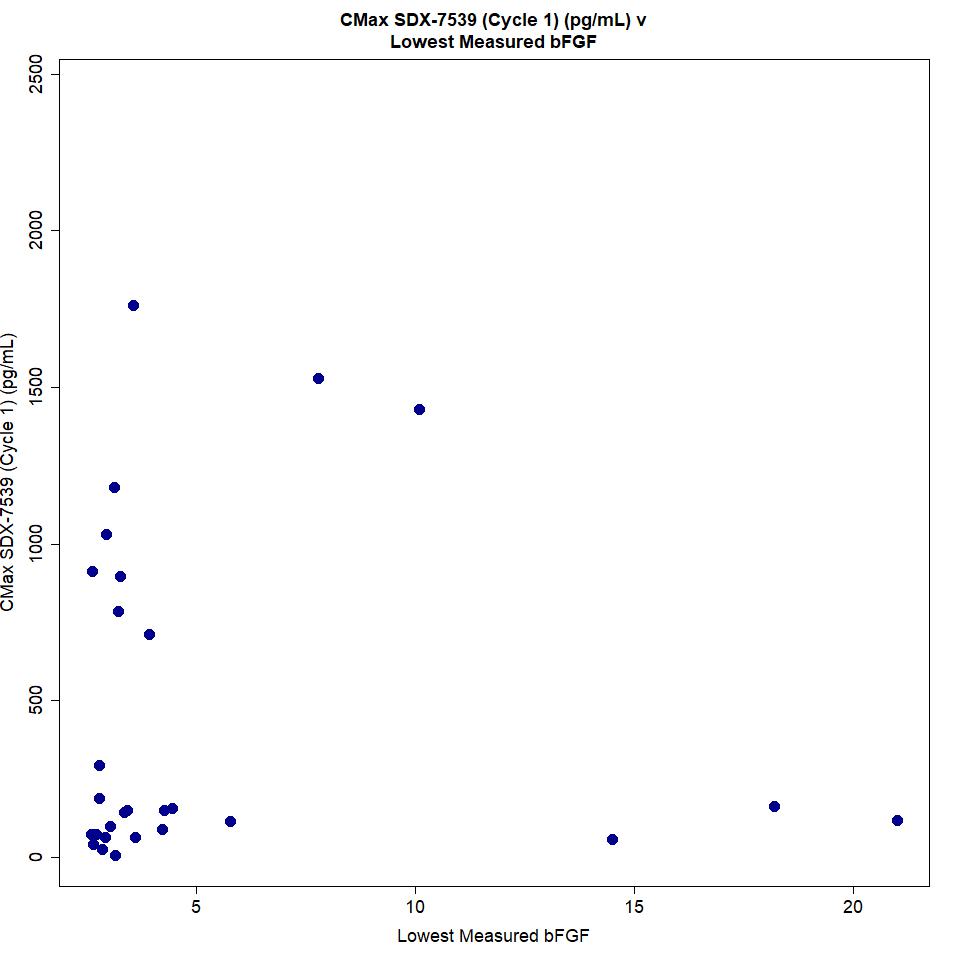 CMax SDX-7539 (Cycle 1) (pg/mL) v
Lowest Measured bFGF
CMax SDX-7539 (Cycle 1) (pg/mL)
2500
2000
1500
1000
500
0
5 10 15 20
Lowest Measured bFGF